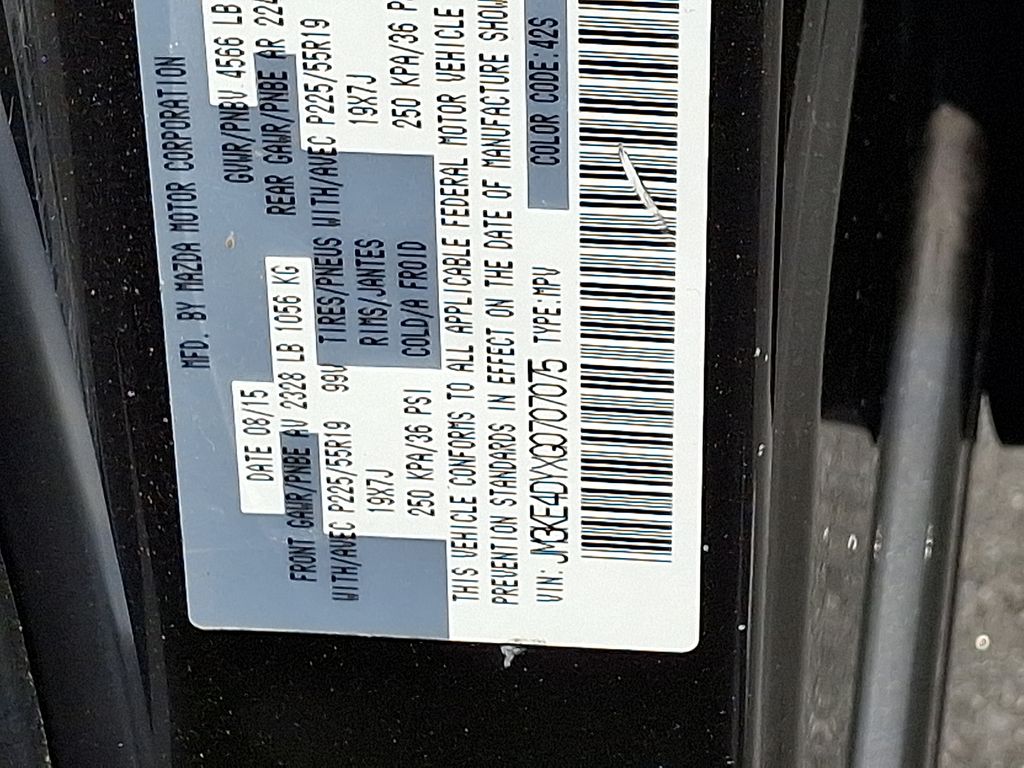 MFD. BY MAZDA MOTOR CORPORATION
DATE 08/15 GVWR/PNBV 4566 LB
FRONT GAWR/PNBE AV 2328 LB 1056 KG REAR GAWR/PNBE AR 224
WITH/AVEC P225/55R19 99V TIRES/PNEUS WITH/AVEC P225/55R19
19X7J RIMS/JANTES 19X7J
250 KPA/36 PSI COLD/A FROID 250 KPA/36 P
THIS VEHICLE CONFORMS TO ALL APPLICABLE FEDERAL MOTOR VEHICLE
PREVENTION STANDARDS IN EFFECT ON THE DATE OF MANUFACTURE SHOW
VIN: JM3KE4DYXG0707075 TYPE:MPV COLOR CODE:42S